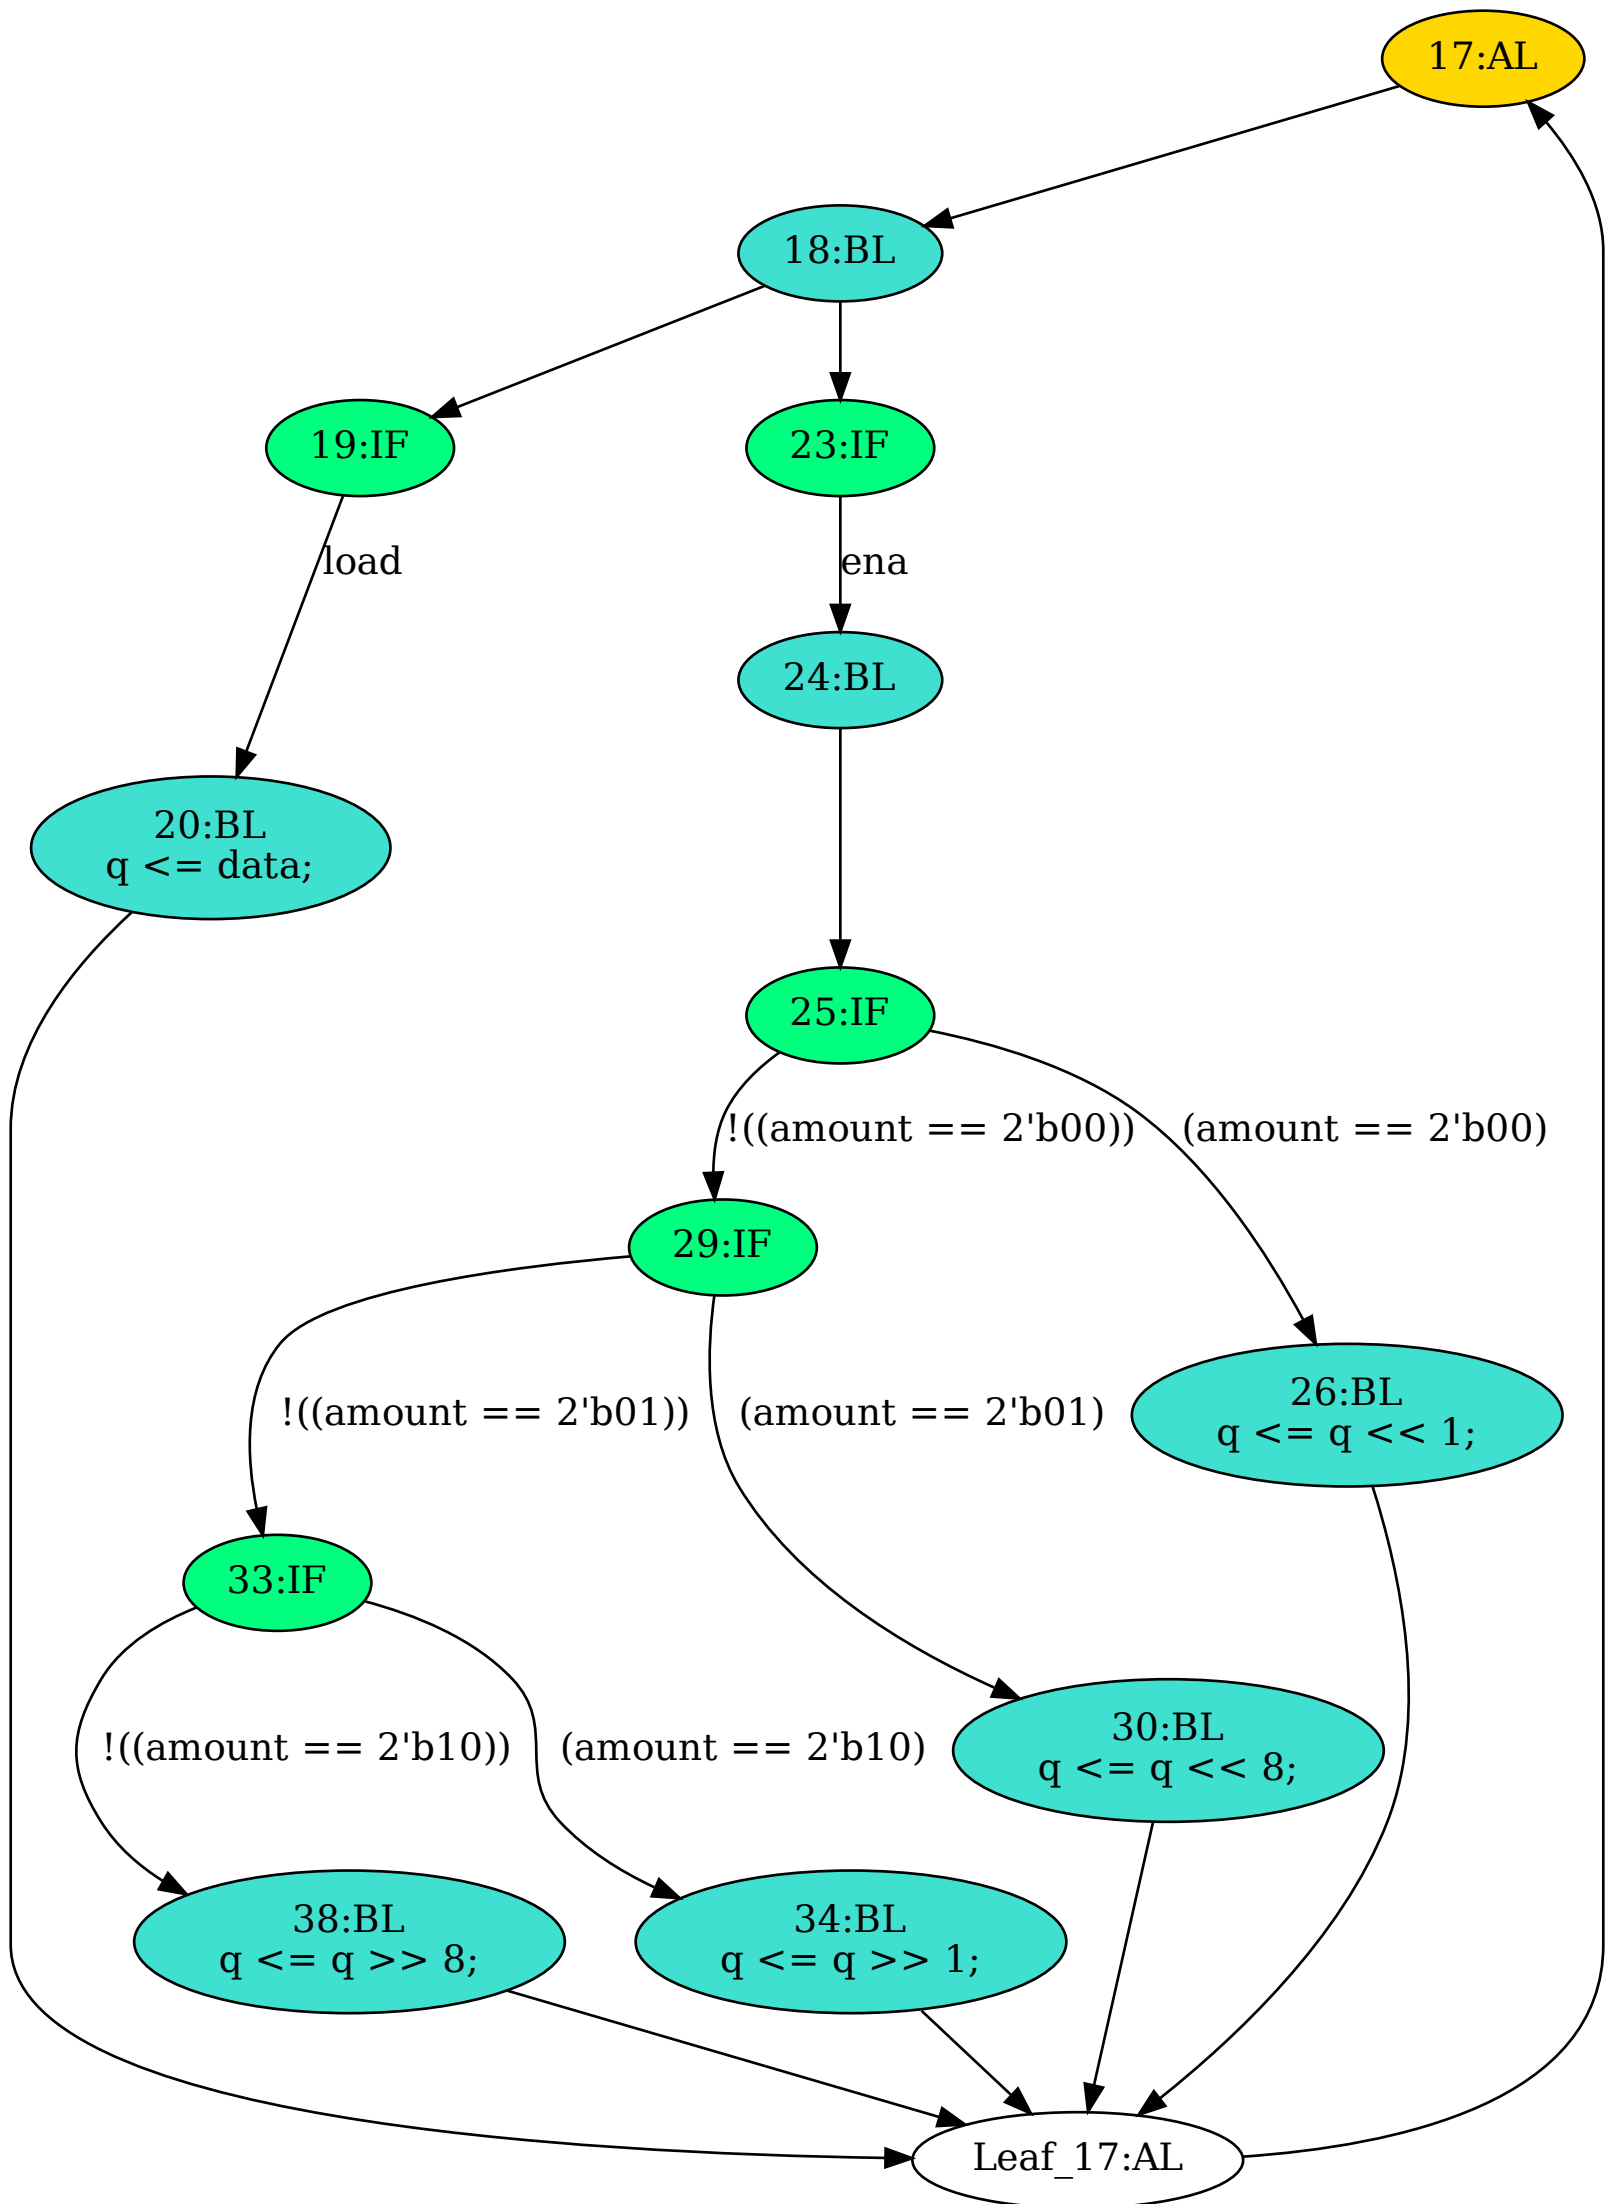 17:AL
18:BL
19:IF
23:IF
load
ena
24:BL
20:BL
q <= data;
25:IF
!((amount == 2'b00))
(amount == 2'b00)
29:IF
!((amount == 2'b01))
(amount == 2'b01)
26:BL
q <= q << 1;
33:IF
!((amount == 2'b10))
(amount == 2'b10)
30:BL
q <= q << 8;
38:BL
q <= q >> 8;
34:BL
q <= q >> 1;
Leaf_17:AL